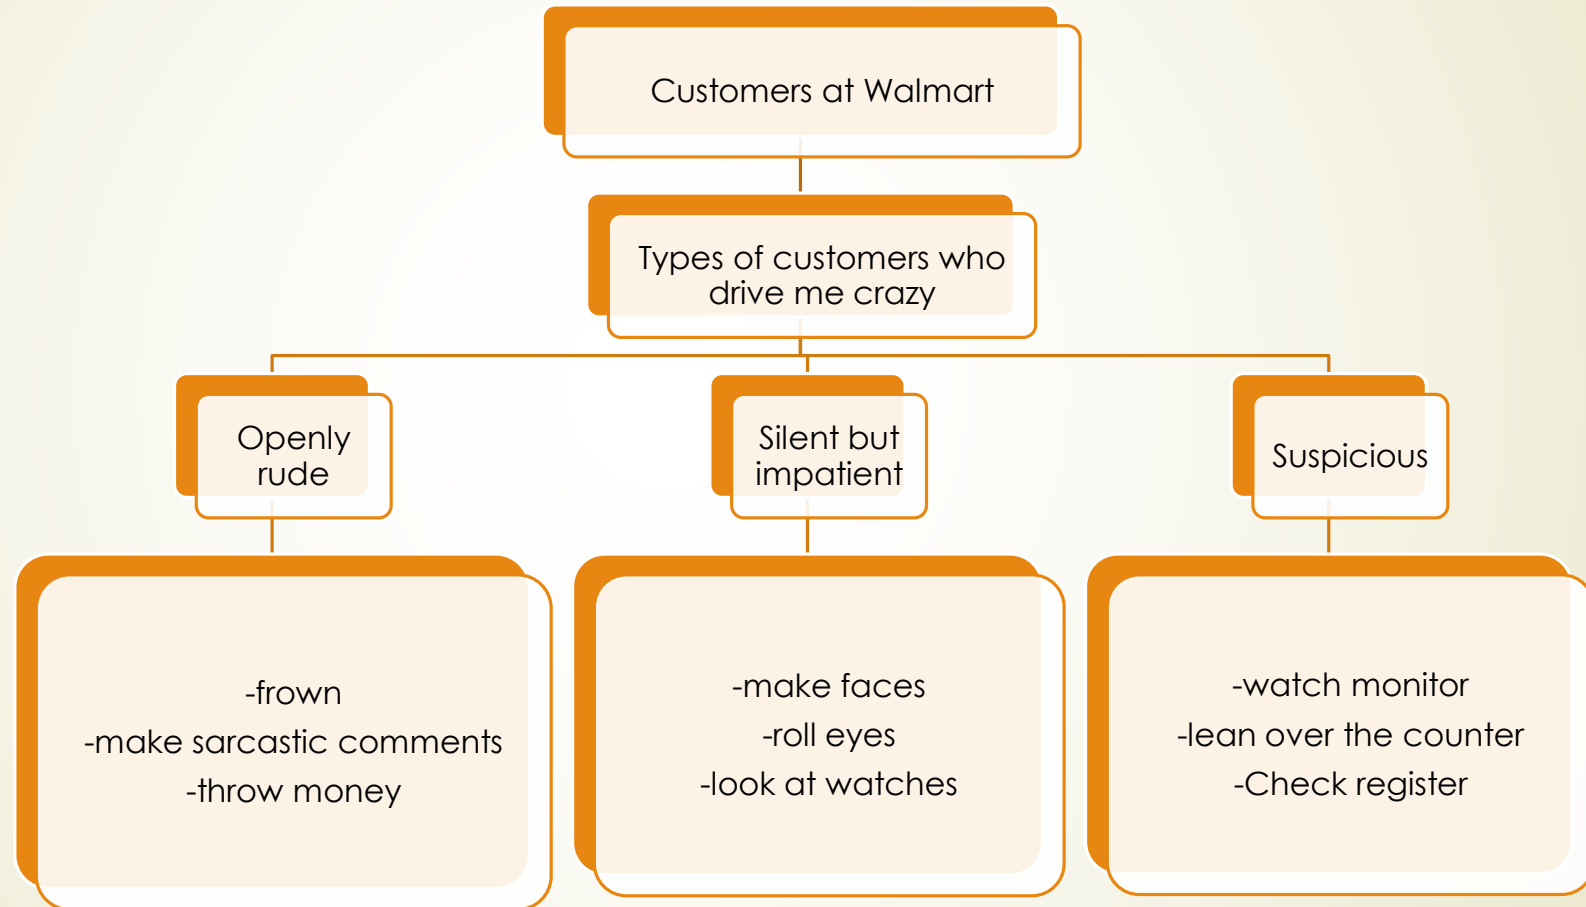 Customers at Walmart
Types of customers who
drive me crazy
Openly
rude
Silent but
impatient
Suspicious
-frown
-make sarcastic comments
-throw money
-make faces
-roll eyes
-look at watches
-watch monitor
-lean over the counter
-Check register